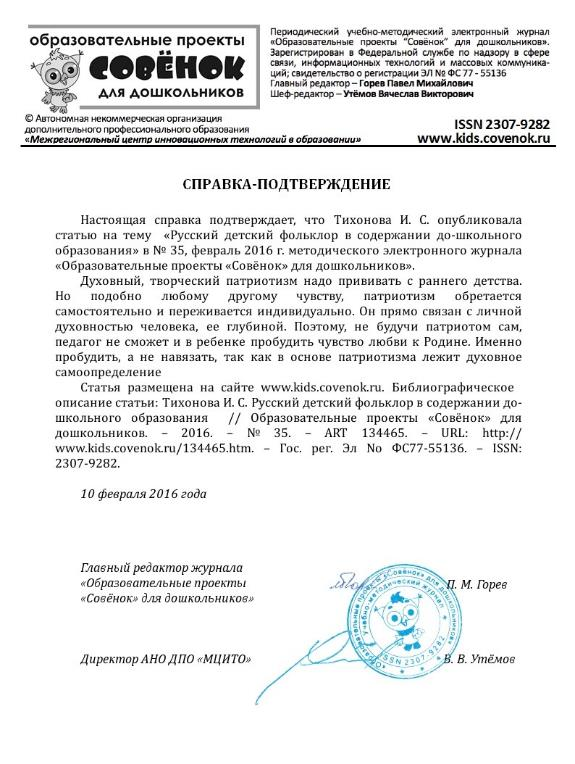 образовательные проекты
СОВЁНОК
для дошкольников
© Автономная некоммерческая организация
дополнительного профессионального образования
«Межрегиональный центр инновационных технологий в образовании»
Периодический учебно-методический электронный журнал
«Образовательные проекты "Совёнок" для дошкольников».
Зарегистрирован в Федеральной службе по надзору в сфере
связи, информационных технологий и массовых коммуника-
ций; свидетельство о регистрации ЭЛ № ФС 77 - 55136
Главный редактор – Горев Павел Михайлович
Шеф-редактор – Утёмов Вячеслав Викторович
ISSN 2307-9282
www.kids.covenok.ru
СПРАВКА-ПОДТВЕРЖДЕНИЕ
Настоящая справка подтверждает, что Тихонова И. С. опубликовала
статью на тему «Русский детский фольклор в содержании до-школьного
образования» в № 35, февраль 2016 г. методического электронного журнала
«Образовательные проекты «Совёнок» для дошкольников».
Духовный, творческий патриотизм надо прививать с раннего детства.
Но подобно любому другому чувству, патриотизм обретается
самостоятельно и переживается индивидуально. Он прямо связан с личной
духовностью человека, ее глубиной. Поэтому, не будучи патриотом сам,
педагог не сможет и в ребенке пробудить чувство любви к Родине. Именно
пробудить, а не навязать, так как в основе патриотизма лежит духовное
самоопределение
Статья размещена на сайте www.kids.covenok.ru. Библиографическое
описание статьи: Тихонова И. С. Русский детский фольклор в содержании до-
школьного образования // Образовательные проекты «Совёнок» для
дошкольников. – 2016. – № 35. – ART 134465. – URL: http://
www.kids.covenok.ru/134465.htm. – Гос. рег. Эл No ФС77-55136. – ISSN:
2307-9282.
10 февраля 2016 года
Главный редактор журнала
«Образовательные проекты
«Совёнок» для дошкольников»
П. М. Горев
Директор АНО ДПО «МЦИТО»
В. В. Утёмов
«Образовательные проекты «Совёнок» для дошкольников»
Учебно-методический журнал
ISSN 2307-9282